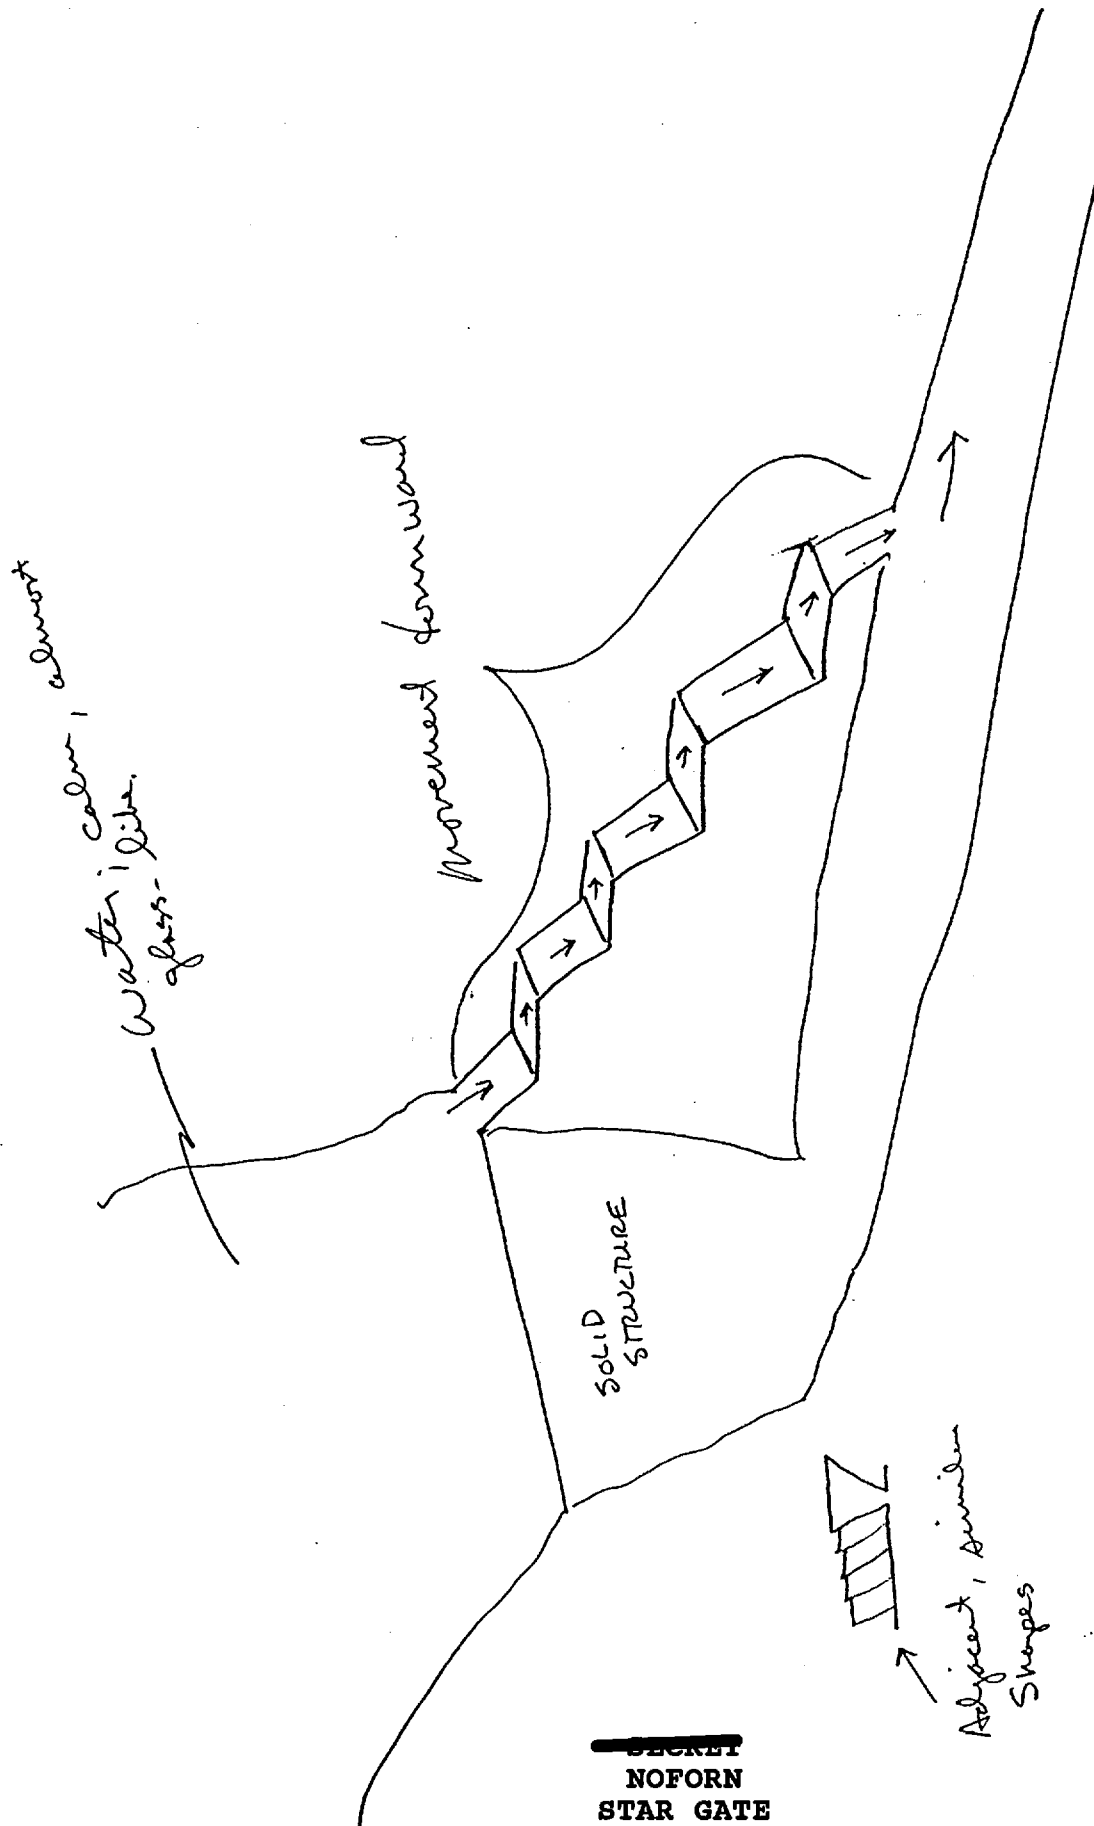 Water; calm, almost
glass-like.
Movement downward
SOLID
STRUCTURE
Adjacent, similar
Shapes
SECRET
NOFORN
STAR GATE